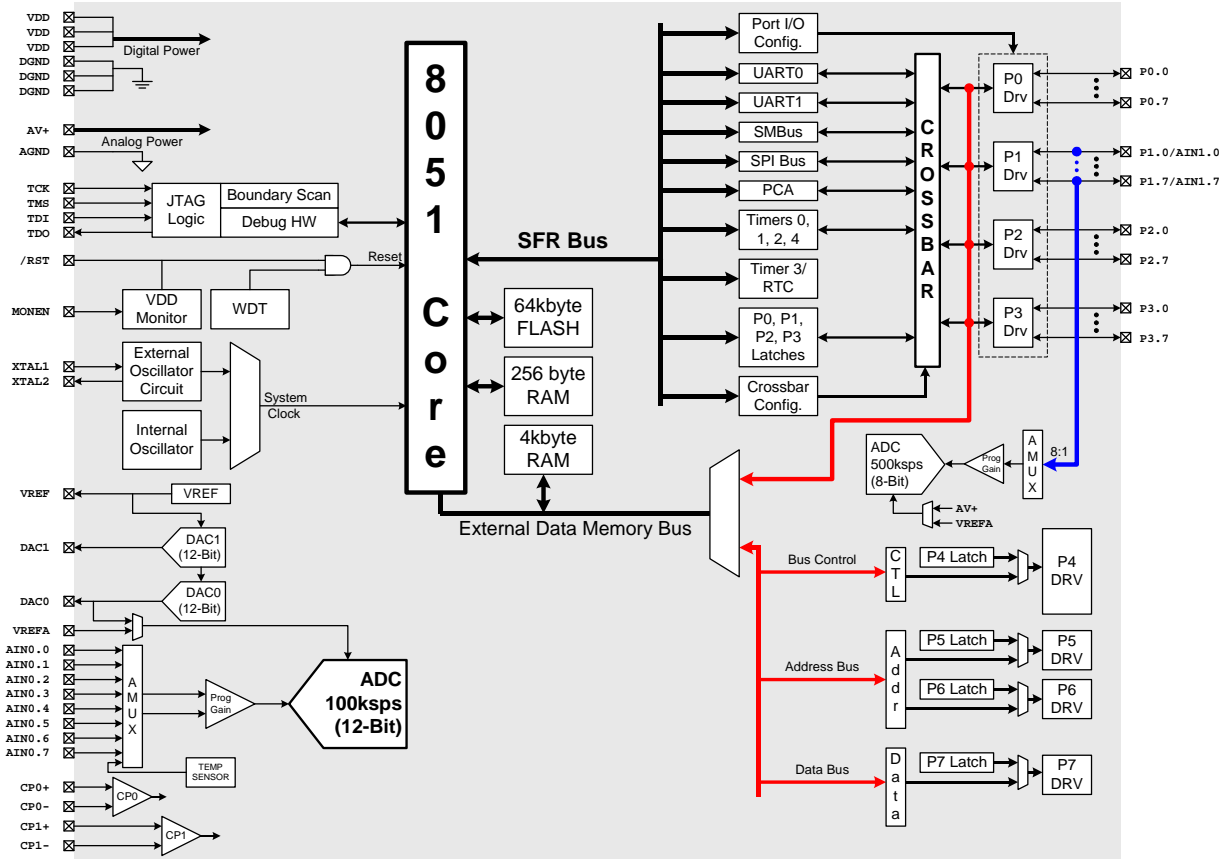 VDD
VDD
VDD
Digital Power
DGND
DGND
DGND
AV+
Analog Power
AGND
TCK
TMS
TDI
TDO
JTAG
Logic
Boundary Scan
Debug HW
/RST
Reset
MONEN
VDD
Monitor
WDT
XTAL1
XTAL2
External
Oscillator
Circuit
Internal
Oscillator
System
Clock
VREF
VREF
DAC1
DAC1
(12-Bit)
DAC0
DAC0
(12-Bit)
VREFA
AIN0.0
AIN0.1
AIN0.2
AIN0.3
AIN0.4
AIN0.5
AIN0.6
AIN0.7
AMUX
Prog
Gain
ADC
100ksps
(12-Bit)
TEMP
SENSOR
CP0+
CP0-
CP0
CP1+
CP1-
CP1
8051 Core
SFR Bus
64kbyte
FLASH
256 byte
RAM
4kbyte
RAM
External Data Memory Bus
Port I/O
Config.
UART0
UART1
SMBus
SPI Bus
PCA
Timers 0,
1, 2, 4
Timer 3/
RTC
P0, P1,
P2, P3
Latches
Crossbar
Config.
CROSSBAR
P0
Drv
P1
Drv
P2
Drv
P3
Drv
P0.0
P0.7
P1.0/AIN1.0
P1.7/AIN1.7
P2.0
P2.7
P3.0
P3.7
ADC
500ksps
(8-Bit)
Prog
Gain
AMUX
8:1
AV+
VREFA
Bus Control
CTL
P4 Latch
P4
DRV
Address Bus
Addr
P5 Latch
P5
DRV
P6 Latch
P6
DRV
Data Bus
Data
P7 Latch
P7
DRV